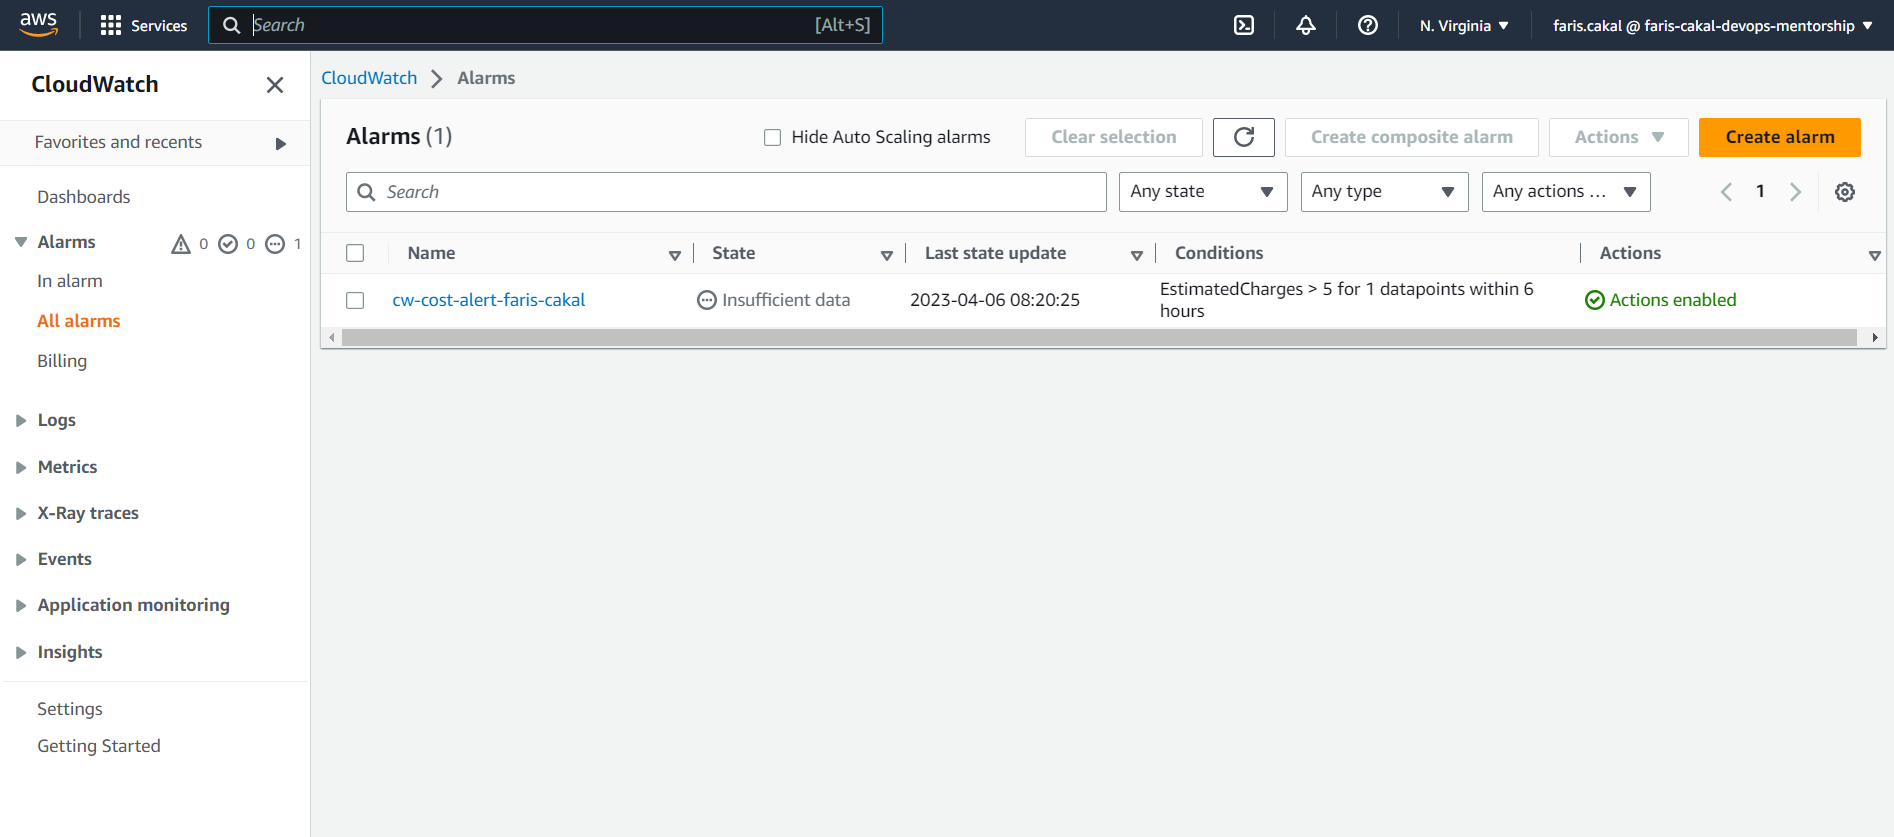 aws
Services
Search [Alt+S]
N. Virginia
faris.cakal @ faris-cakal-devops-mentorship
CloudWatch
Favorites and recents
Dashboards
Alarms 0 0 1
In alarm
All alarms
Billing
Logs
Metrics
X-Ray traces
Events
Application monitoring
Insights
Settings
Getting Started
CloudWatch Alarms
Alarms (1)
Hide Auto Scaling alarms
Clear selection
Create composite alarm
Actions
Create alarm
Search
Any state
Any type
Any actions ...
1
Name State Last state update Conditions Actions
cw-cost-alert-faris-cakal Insufficient data 2023-04-06 08:20:25 EstimatedCharges > 5 for 1 datapoints within 6
hours
Actions enabled